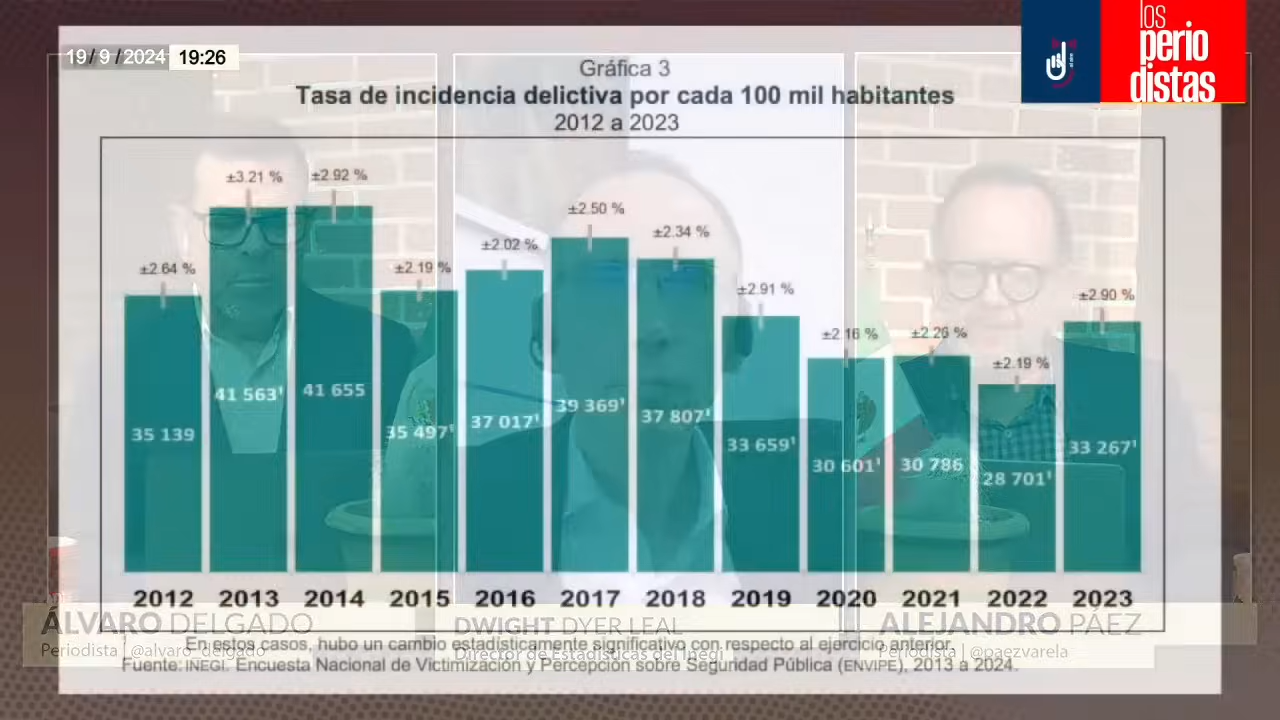 19/ 9 /2024 19:26
los
perio
distas
Gráfica 3
Tasa de incidencia delictiva por cada 100 mil habitantes
2012 a 2023
±2.64 % ±3.21 % ±2.92 % ±2.19 % ±2.02 % ±2.50 % ±2.34 % ±2.91 % ±2.16 % ±2.26 % ±2.19 % ±2.90 %
35 139 41 563¹ 41 655 35 497¹ 37 017¹ 39 369¹ 37 807¹ 33 659¹ 30 601¹ 30 786 28 701¹ 33 267¹
2012 2013 2014 2015 2016 2017 2018 2019 2020 2021 2022 2023
ÁLVARO DELGADO DWIGHT DYER LEAL ALEJANDRO PÁEZ
En estos casos, hubo un cambio estadísticamente significativo con respecto al ejercicio anterior.
Periodista | @alvaro_delgado Director de Estadísticas del Inegi Periodista | @paezvarela
Fuente: INEGI. Encuesta Nacional de Victimización y Percepción sobre Seguridad Pública (ENVIPE), 2013 a 2024.